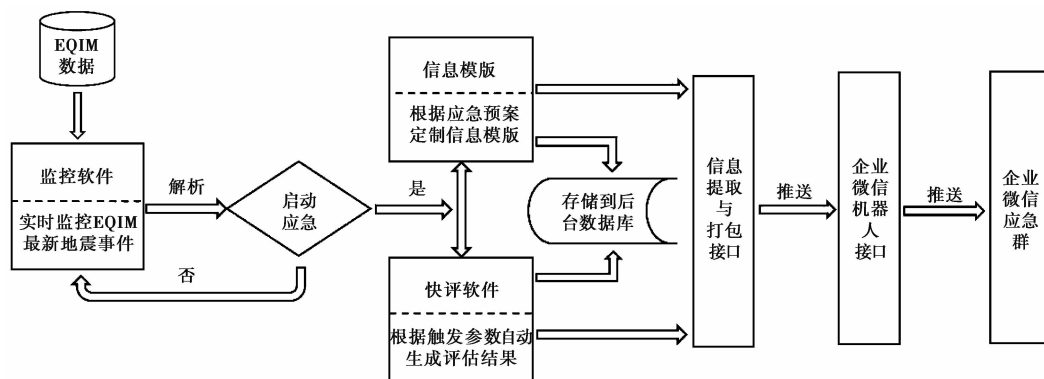 EQIM
数据
监控软件
实时监控EQIM
最新地震事件
解析
启动
应急
是
否
信息模版
根据应急预案
定制信息模版
存储到后
台数据库
快评软件
根据触发参数自动
生成评估结果
信息
提取
与
打包
接口
推送
企业
微信
机器
人
接口
推送
企业
微信
应急
群